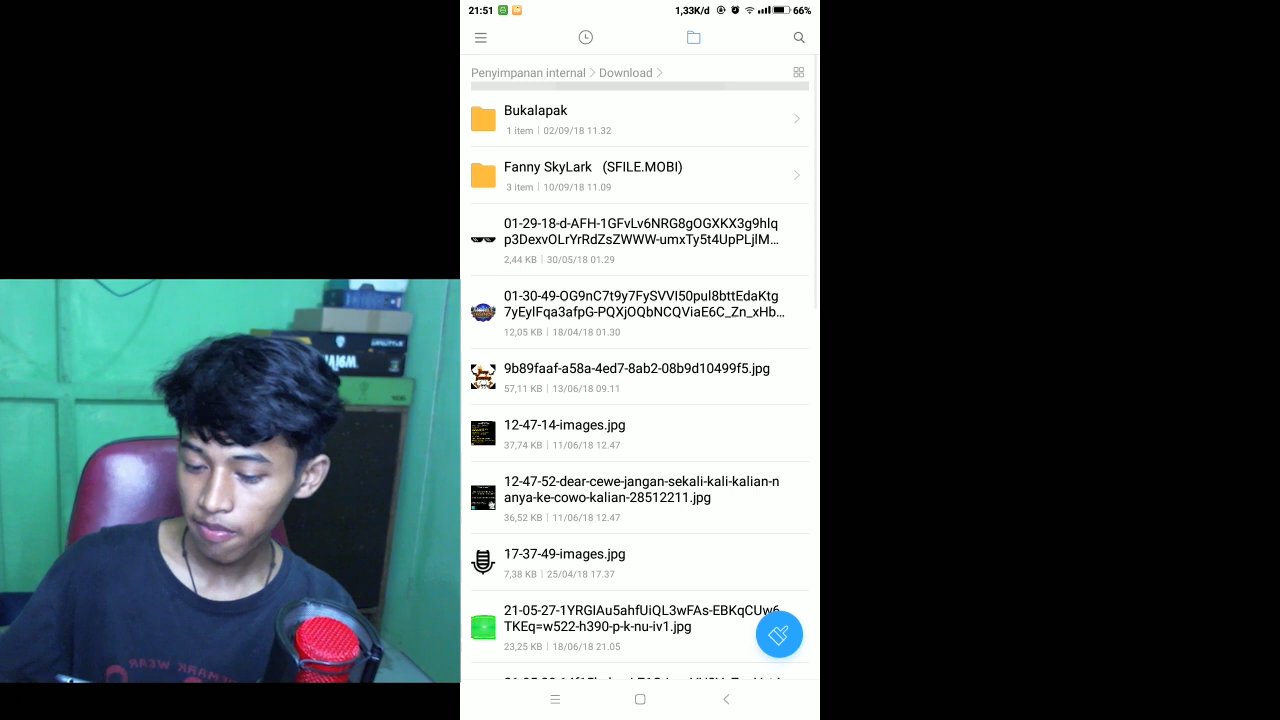 21:51
1,33K/d
66%
Penyimpanan internal
Download
Bukalapak
1 item | 02/09/18 11.32
Fanny SkyLark (SFILE.MOBI)
3 item | 10/09/18 11.09
01-29-18-d-AFH-1GFvLv6NRG8gOGXKX3g9hlq
p3DexvOLrYrRdZsZWWW-umxTy5t4UpPLjlM…
2,44 KB | 30/05/18 01.29
01-30-49-OG9nC7t9y7FySVVI50pul8bttEdaKtg
7yEylFqa3afpG-PQXjOQbNCQViaE6C_Zn_xHb…
12,05 KB | 18/04/18 01.30
9b89faaf-a58a-4ed7-8ab2-08b9d10499f5.jpg
57,11 KB | 13/06/18 09.11
12-47-14-images.jpg
37,74 KB | 11/06/18 12.47
12-47-52-dear-cewe-jangan-sekali-kali-kalian-n
anya-ke-cowo-kalian-28512211.jpg
36,52 KB | 11/06/18 12.47
17-37-49-images.jpg
7,38 KB | 25/04/18 17.37
21-05-27-1YRGlAu5ahfUiQL3wFAs-EBKqCUw6
TKEq=w522-h390-p-k-nu-iv1.jpg
23,25 KB | 18/06/18 21.05